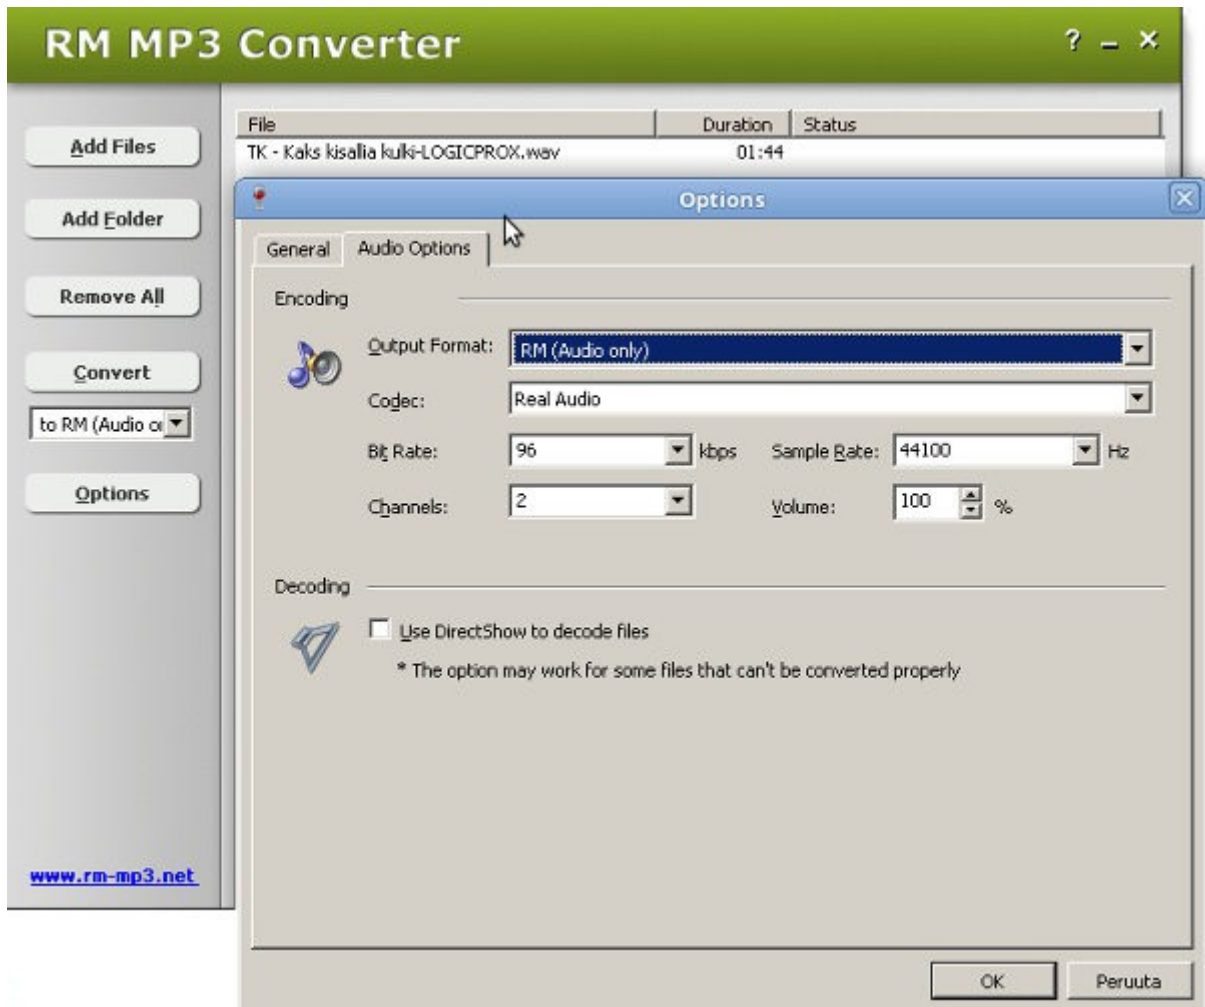 RM MP3 Converter
? – ×
Add Files
Add Folder
Remove All
Convert
to RM (Audio o
Options
www.rm-mp3.net
File Duration Status
TK - Kaks kisalia kulki-LOGICPROX.wav 01:44
Options
General Audio Options
Encoding
Output Format: RM (Audio only)
Codec: Real Audio
Bit Rate: 96 kbps Sample Rate: 44100 Hz
Channels: 2 Volume: 100 %
Decoding
Use DirectShow to decode files
* The option may work for some files that can't be converted properly
OK Peruuta